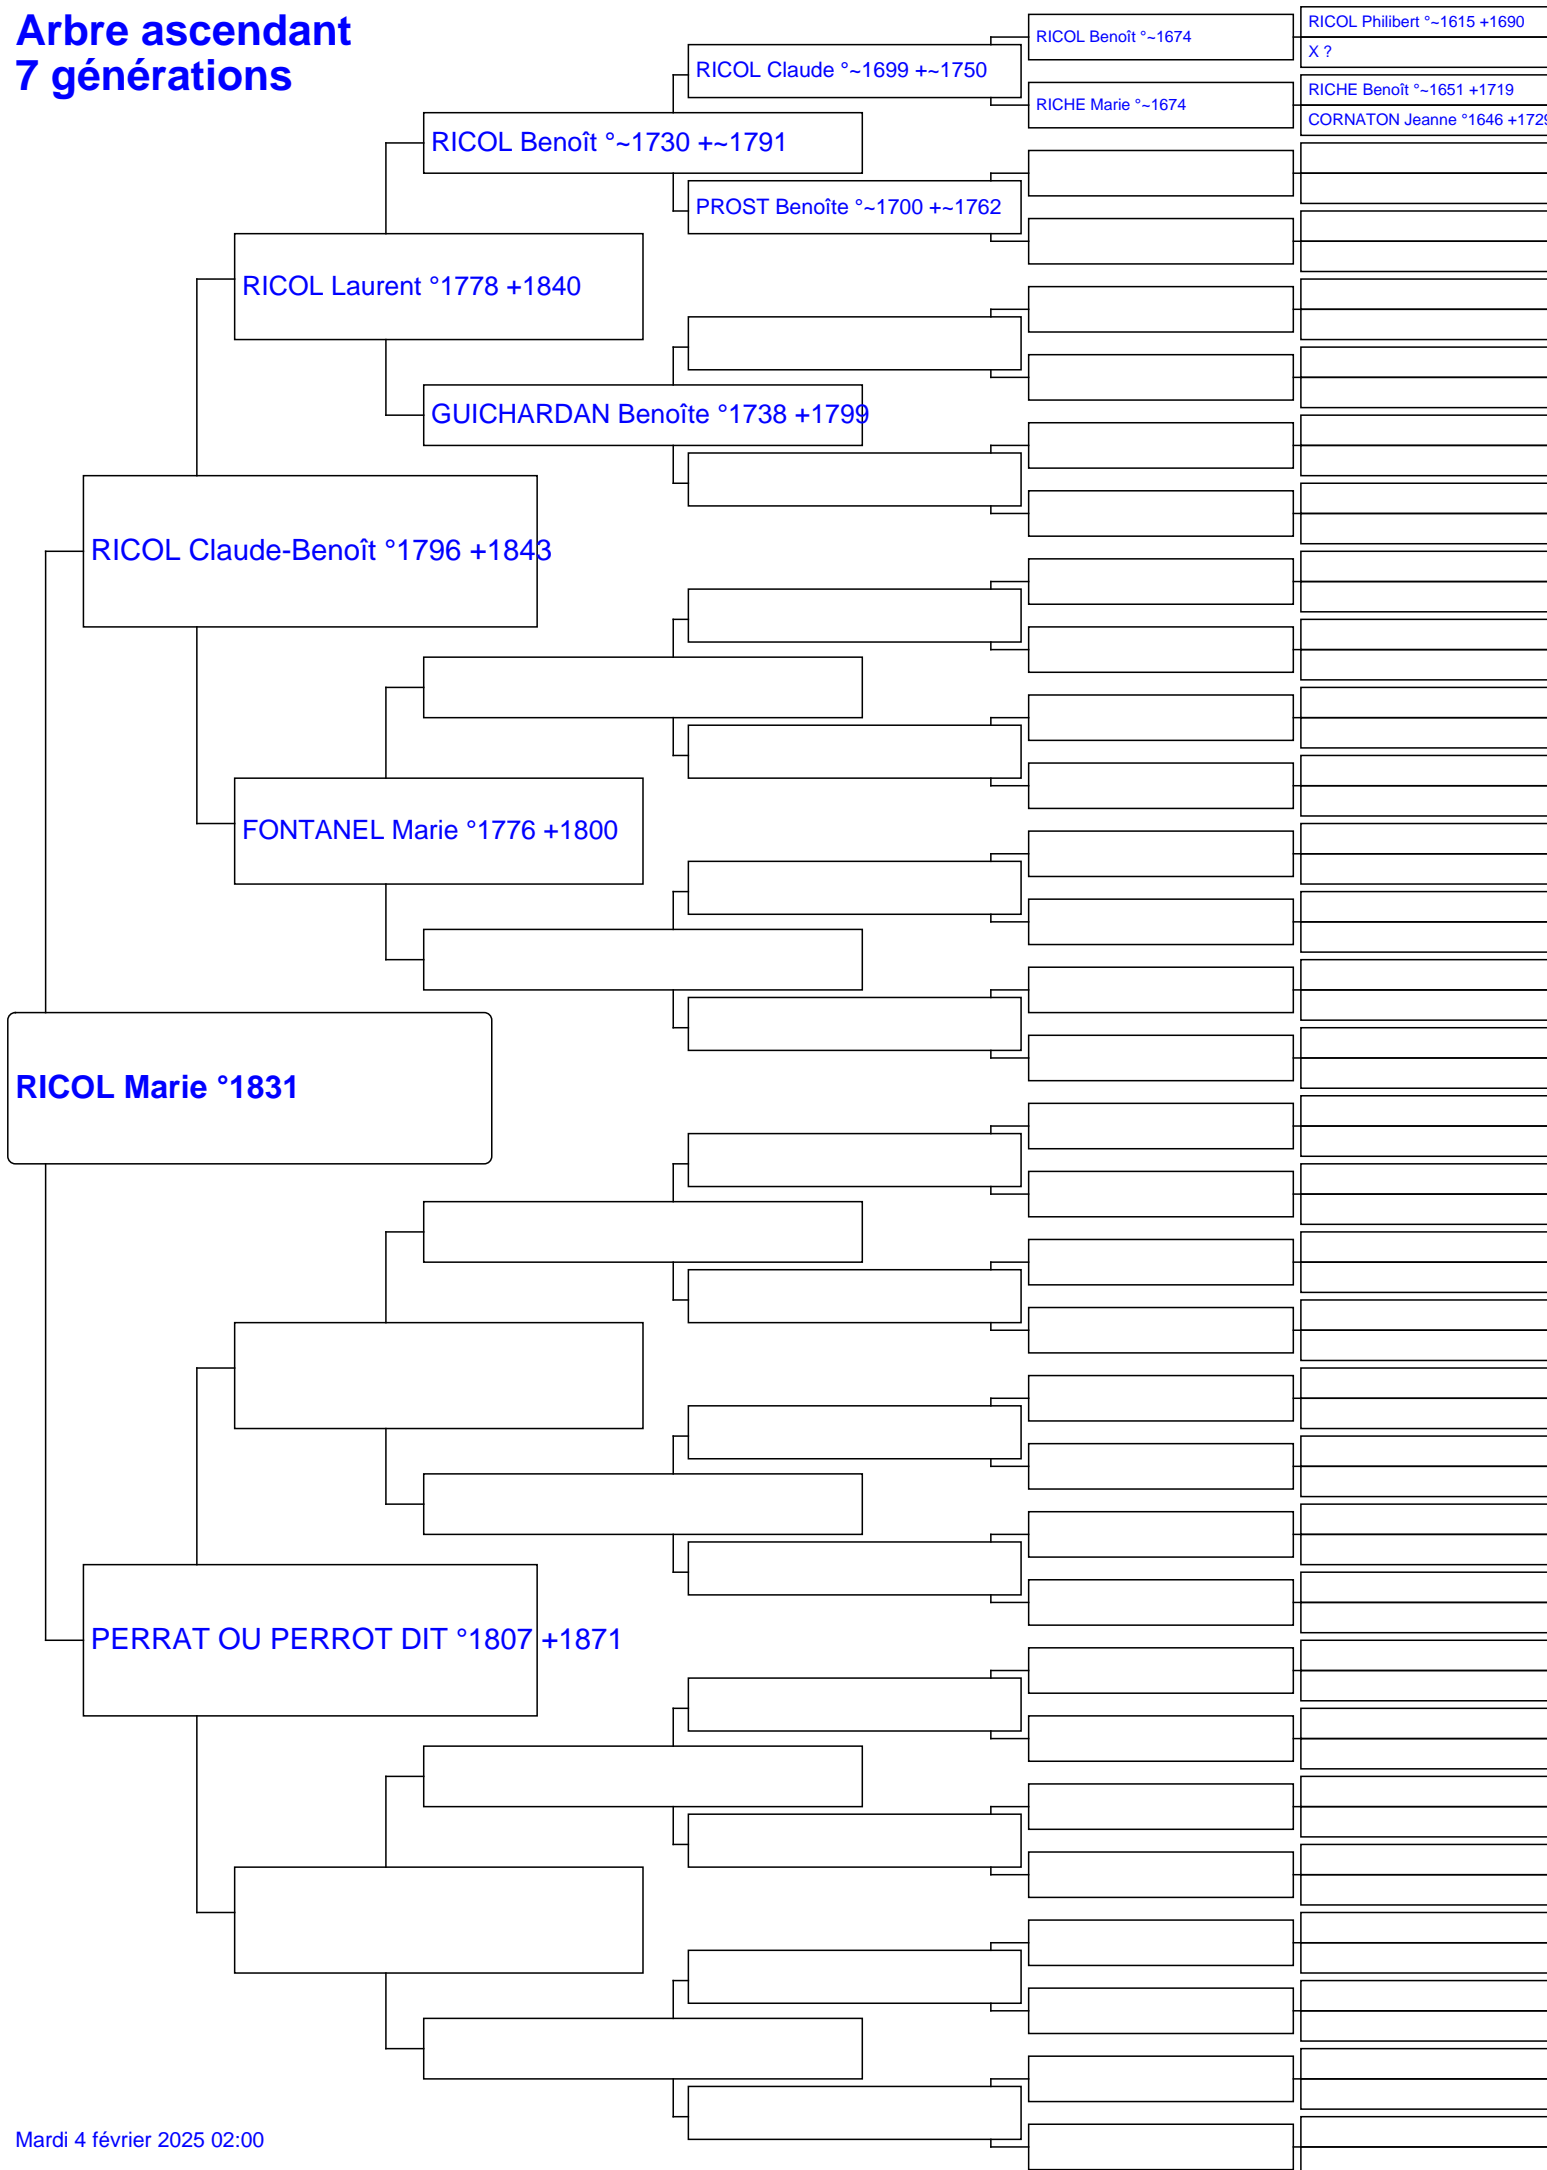 Arbre ascendant
7 générations
RICOL Philibert °~1615 +1690
RICOL Benoît °~1674
X ?
RICOL Claude °~1699 +~1750
RICHE Benoît °~1651 +1719
RICHE Marie °~1674
CORNATON Jeanne °1646 +1729
RICOL Benoît °~1730 +~1791
PROST Benoîte °~1700 +~1762
RICOL Laurent °1778 +1840
GUICHARDAN Benoîte °1738 +1799
RICOL Claude-Benoît °1796 +1843
FONTANEL Marie °1776 +1800
RICOL Marie °1831
PERRAT OU PERROT DIT °1807 +1871
Mardi 4 février 2025 02:00